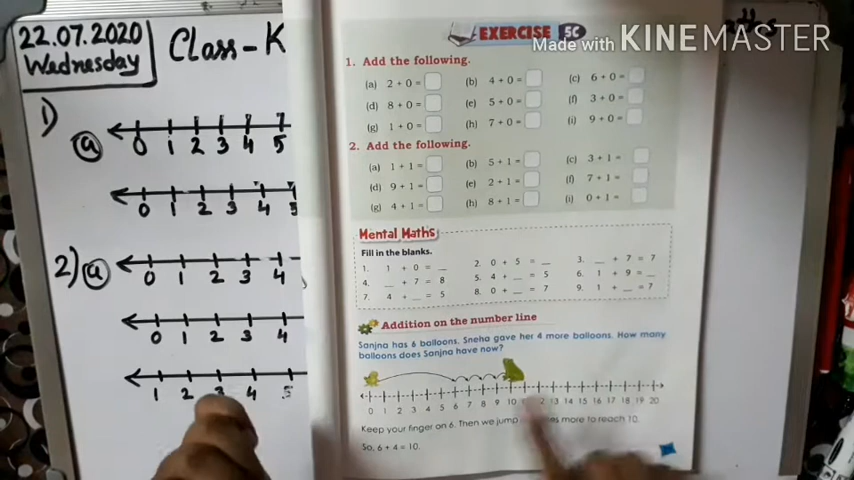 22.07.2020
Wednesday
Class-K
1)
a
0 1 2 3 4 5
0 1 2 3 4 5
2) a
0 1 2 3 4
0 1 2 3 4
1 2 3 4 5
EXERCISE 5C
Made with KINEMASTER
1. Add the following.
(a) 2 + 0 = (b) 4 + 0 = (c) 6 + 0 =
(d) 8 + 0 = (e) 5 + 0 = (f) 3 + 0 =
(g) 1 + 0 = (h) 7 + 0 = (i) 9 + 0 =
2. Add the following.
(a) 1 + 1 = (b) 5 + 1 = (c) 3 + 1 =
(d) 9 + 1 = (e) 2 + 1 = (f) 7 + 1 =
(g) 4 + 1 = (h) 8 + 1 = (i) 0 + 1 =
Mental Maths
Fill in the blanks.
1. 1 + 0 = __ 2. 0 + 5 = __ 3. __ + 7 = 7
4. __ + 7 = 8 5. 4 + __ = 5 6. 1 + 9 = __
7. 4 + __ = 5 8. 0 + __ = 7 9. 1 + __ = 7
Addition on the number line
Sanjna has 6 balloons. Sneha gave her 4 more balloons. How many
balloons does Sanjna have now?
0 1 2 3 4 5 6 7 8 9 10 13 14 15 16 17 18 19 20
Keep your finger on 6. Then we jump more to reach 10.
So, 6 + 4 = 10.